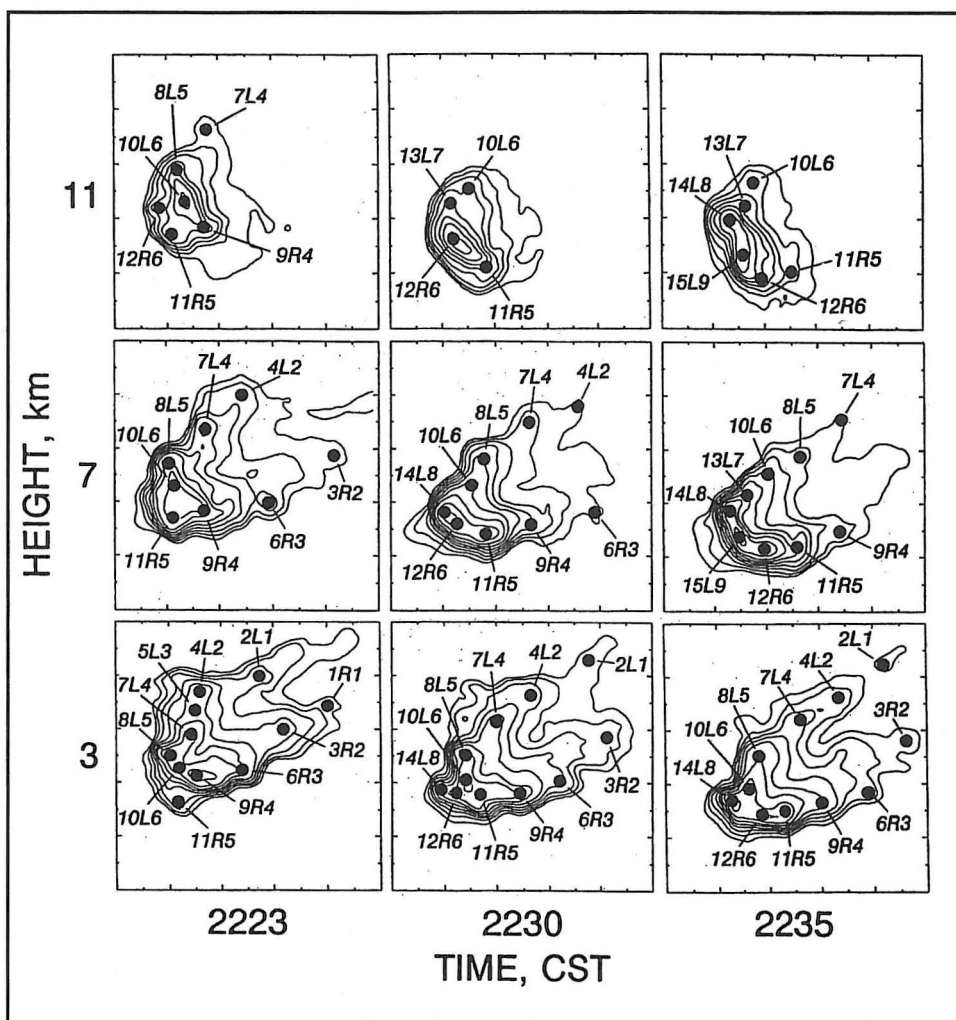 8L5 7L4
10L6
12R6 9R4
11R5
13L7 10L6
12R6
11R5
13L7 10L6
14L8
15L9 11R5
12R6
11
7L4 4L2
8L5
10L6
3R2
11R5 9R4 6R3
7L4 4L2
8L5
10L6
14L8
12R6 11R5 9R4 6R3
7L4
8L5
10L6
13L7
14L8
15L9 12R6 11R5 9R4
7
5L3 4L2 2L1
7L4 1R1
8L5
3R2
6R3
10L6 9R4
11R5
7L4 4L2 2L1
8L5
10L6
14L8 3R2
12R6 11R5 9R4 6R3
2L1
4L2
7L4
8L5 3R2
10L6
14L8
12R6 11R5 9R4 6R3
3
HEIGHT, km
2223 2230 2235
TIME, CST